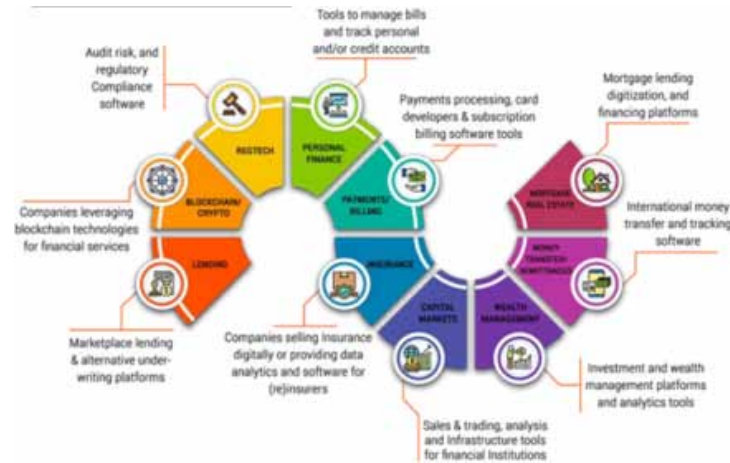 Tools to manage bills
and track personal
and/or credit accounts
Audit risk, and
regulatory
Compliance
software
Payments processing, card
developers & subscription
billing software tools
Mortgage lending
digitization, and
financing platforms
REGTECH
PERSONAL
FINANCE
BLOCKCHAIN/
CRYPTO
PAYMENTS/
BILLING
MORTGAGE/
REAL ESTATE
Companies leveraging
blockchain technologies
for financial services
International money
transfer and tracking
software
LENDING
INSURANCE
MONEY
TRANSFER/
REMITTANCES
CAPITAL
MARKETS
WEALTH
MANAGEMENT
Marketplace lending
& alternative under-
writing platforms
Companies selling Insurance
digitally or providing data
analytics and software for
(re)insurers
Investment and wealth
management platforms
and analytics tools
Sales & trading, analysis
and Infrastructure tools
for financial Institutions